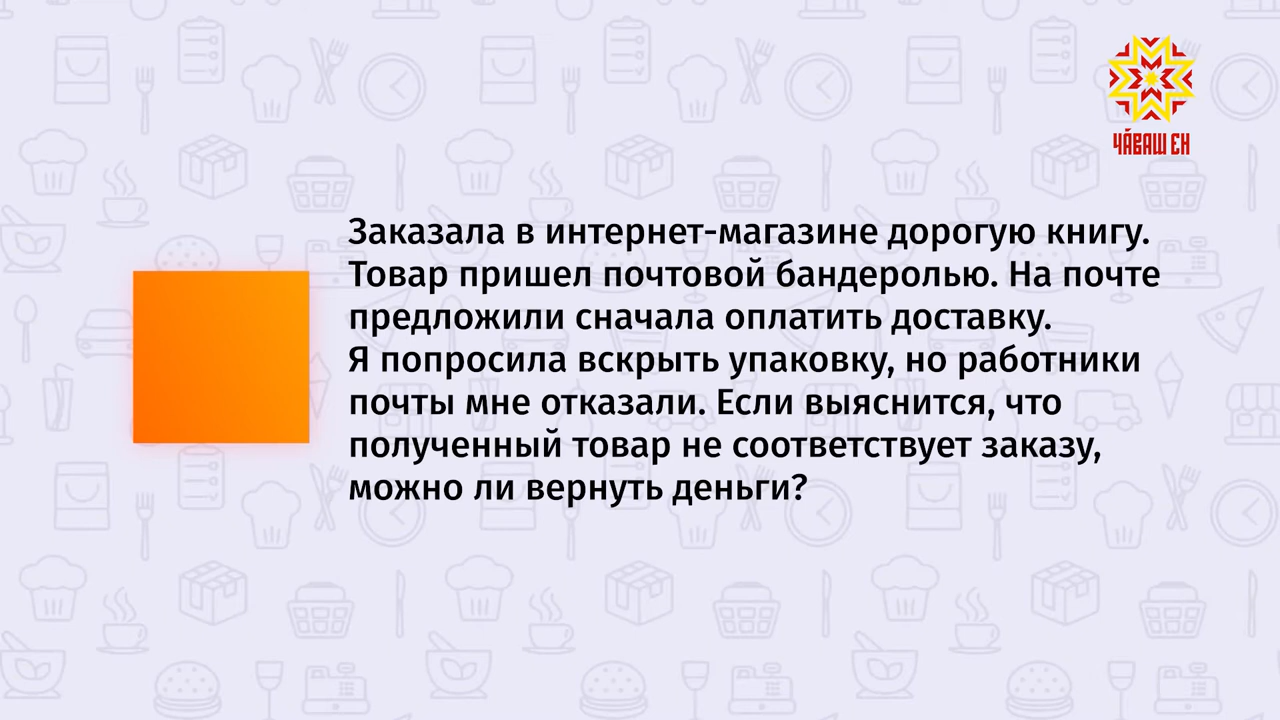 ЧӐВАШ ЕН
Заказала в интернет-магазине дорогую книгу.
Товар пришел почтовой бандеролью. На почте
предложили сначала оплатить доставку.
Я попросила вскрыть упаковку, но работники
почты мне отказали. Если выяснится, что
полученный товар не соответствует заказу,
можно ли вернуть деньги?